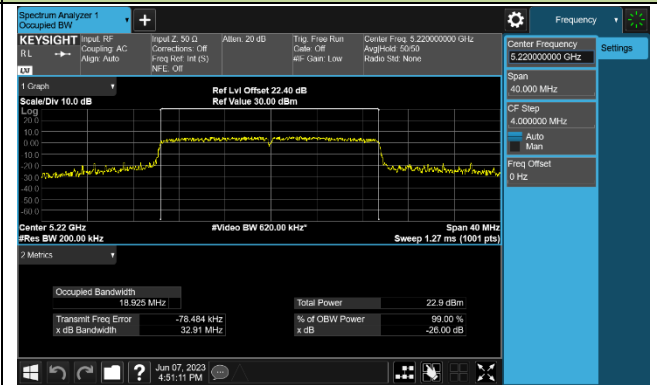 Spectrum Analyzer 1
Occupied BW
Frequency
KEYSIGHT
RL
LXI
Input: RF
Coupling: AC
Align: Auto
Input Z: 50 Ω
Corrections: Off
Freq Ref: Int (S)
NFE: Off
Atten: 20 dB
Trig: Free Run
Gate: Off
#IF Gain: Low
Center Freq: 5.220000000 GHz
Avg|Hold: 50/50
Radio Std: None
Center Frequency
5.220000000 GHz
Settings
Span
40.000 MHz
CF Step
4.000000 MHz
Auto
Man
Freq Offset
0 Hz
1 Graph
Scale/Div 10.0 dB
Ref Lvl Offset 22.40 dB
Ref Value 30.00 dBm
Log
20.0
10.0
0.00
-10.0
-20.0
-30.0
-40.0
-50.0
-60.0
Center 5.22 GHz
#Res BW 200.00 kHz
#Video BW 620.00 kHz*
Span 40 MHz
Sweep 1.27 ms (1001 pts)
2 Metrics
Occupied Bandwidth
18.925 MHz
Transmit Freq Error -78.484 kHz
x dB Bandwidth 32.91 MHz
Total Power 22.9 dBm
% of OBW Power 99.00 %
x dB -26.00 dB
Jun 07, 2023
4:51:11 PM